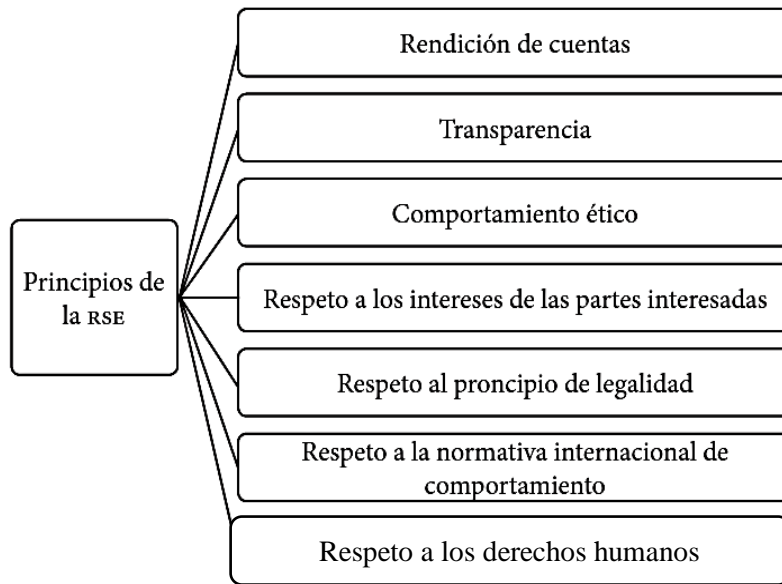 Rendición de cuentas
Transparencia
Comportamiento ético
Principios de
la RSE
Respeto a los intereses de las partes interesadas
Respeto al proncipio de legalidad
Respeto a la normativa internacional de
comportamiento
Respeto a los derechos humanos